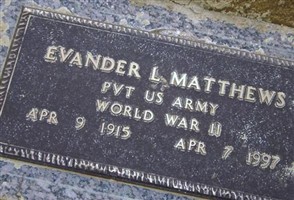 EVANDER L MATTHEWS
PVT US ARMY
WORLD WAR II
APR 9 1915 APR 7 1997